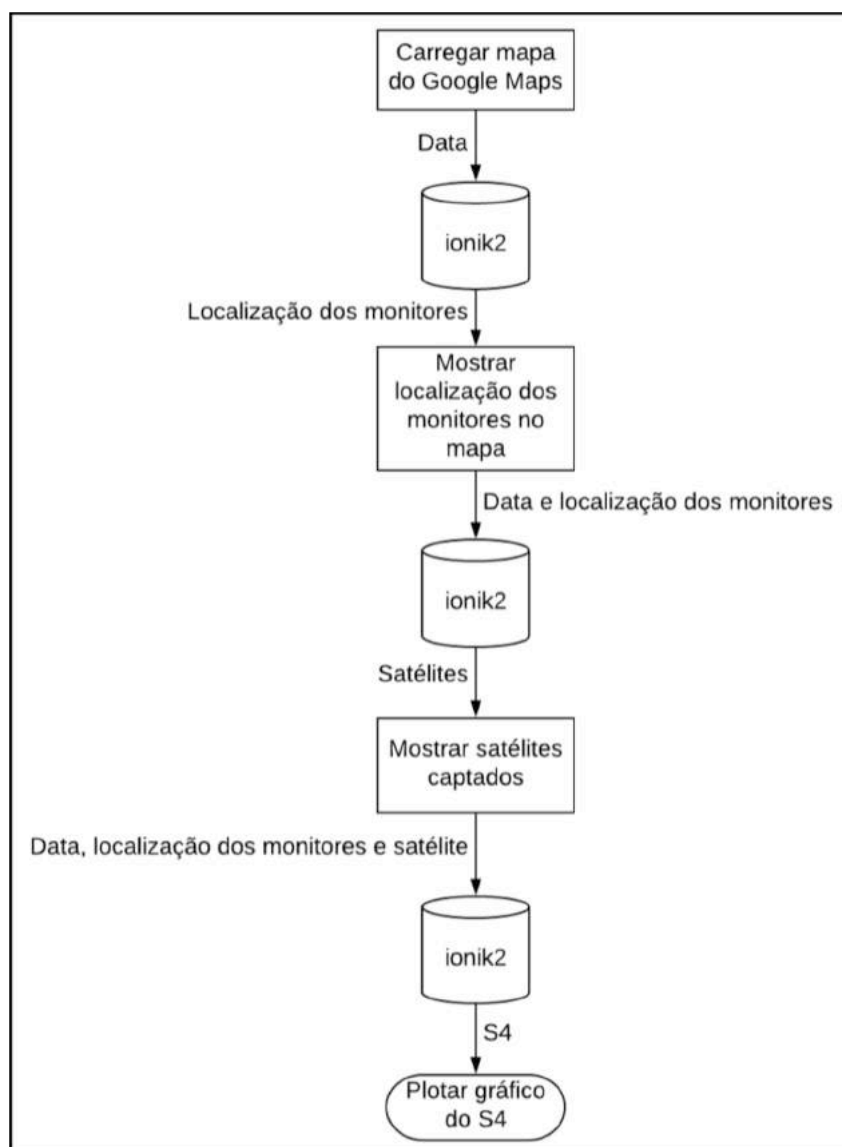 Carregar mapa
do Google Maps
Data
ionik2
Localização dos monitores
Mostrar
localização dos
monitores no
mapa
Data e localização dos monitores
ionik2
Satélites
Mostrar satélites
captados
Data, localização dos monitores e satélite
ionik2
S4
Plotar gráfico
do S4